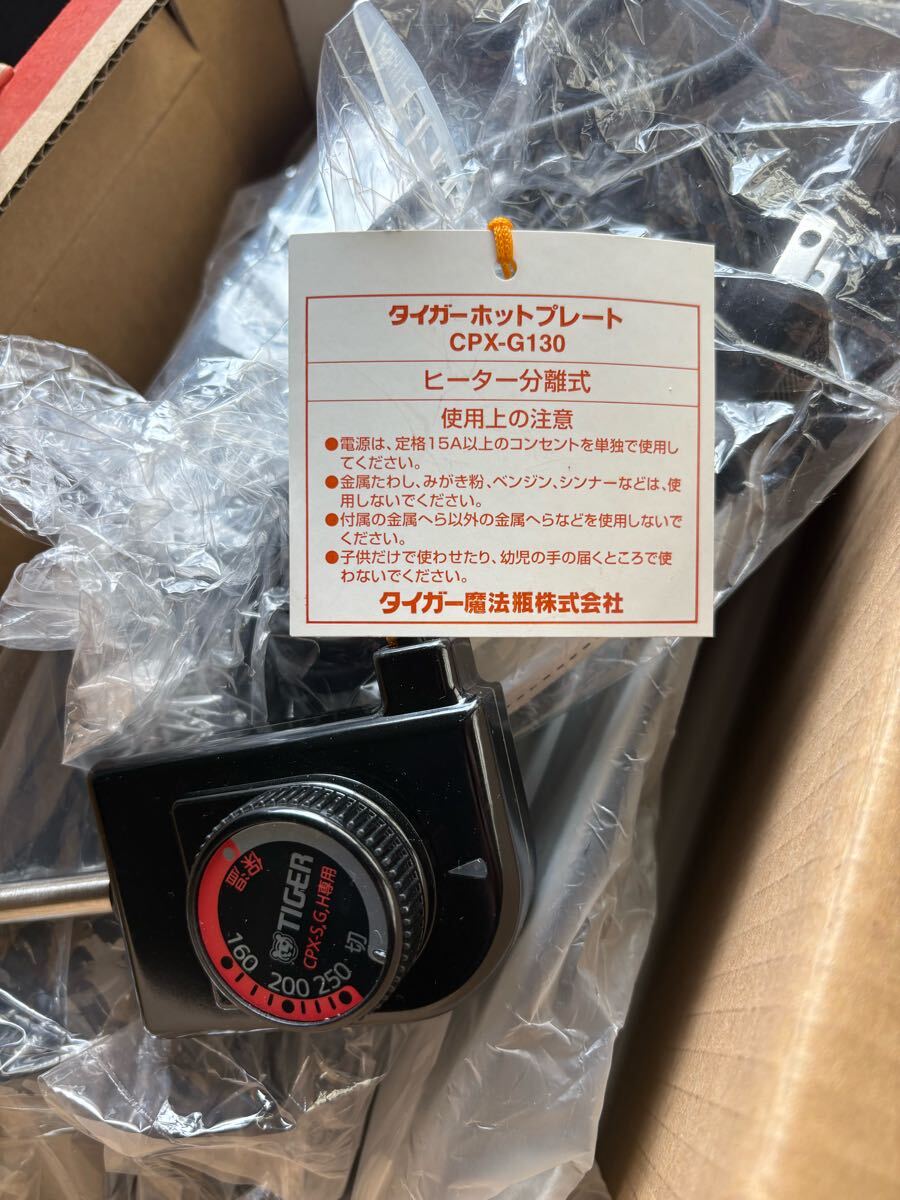 タイガーホットプレート
CPX-G130
ヒーター分離式
使用上の注意
●電源は、定格15A以上のコンセントを単独で使用し
てください。
●金属たわし、みがき粉、ベンジン、シンナーなどは、使
用しないでください。
●付属の金属へら以外の金属へらなどを使用しないで
ください。
●子供だけで使わせたり、幼児の手の届くところで使
わないでください。
タイガー魔法瓶株式会社
保温
TIGER
CPX-S,G,H専用
切
160
200
250